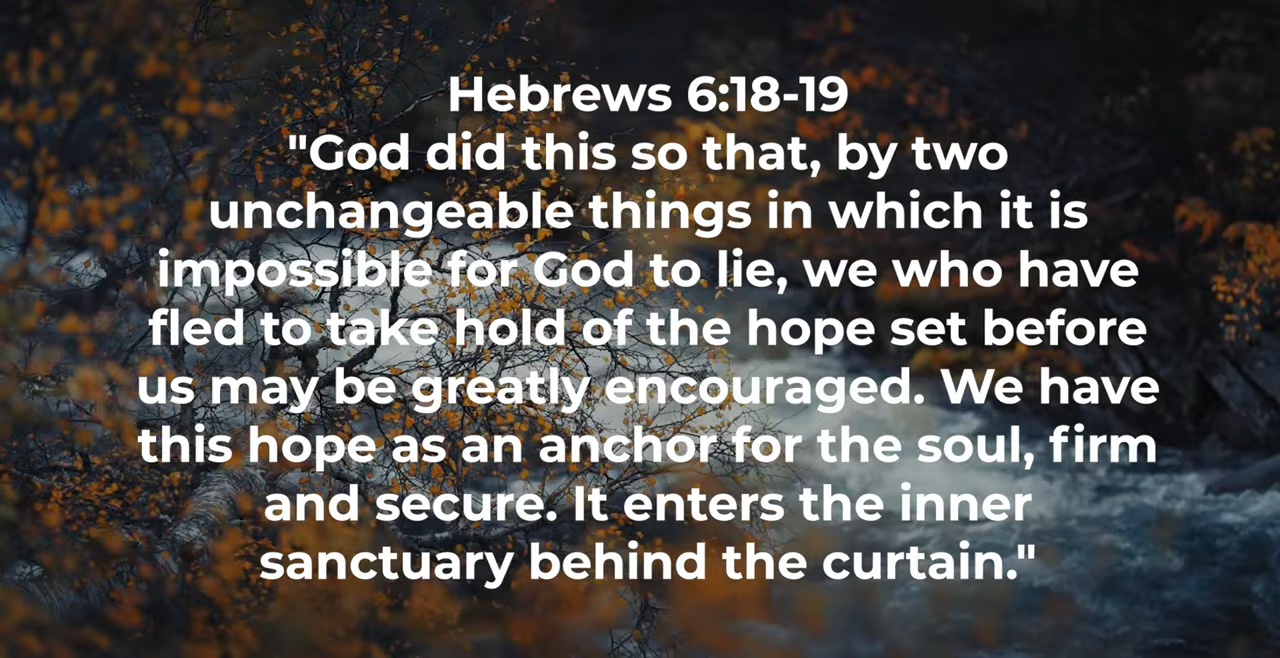 Hebrews 6:18-19
"God did this so that, by two
unchangeable things in which it is
impossible for God to lie, we who have
fled to take hold of the hope set before
us may be greatly encouraged. We have
this hope as an anchor for the soul, firm
and secure. It enters the inner
sanctuary behind the curtain."